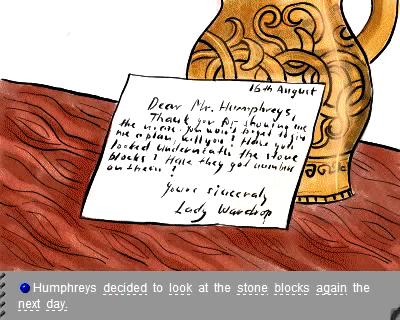 16th August
Dear Mr. Humphreys,
Thank you for showing me
the maze. You won't forget to give
me a plan, will you? Have you
looked underneath the stone
blocks? Have they got numbers
on them?
Yours sincerely
Lady Wardrop
Humphreys decided to look at the stone blocks again the
next day.